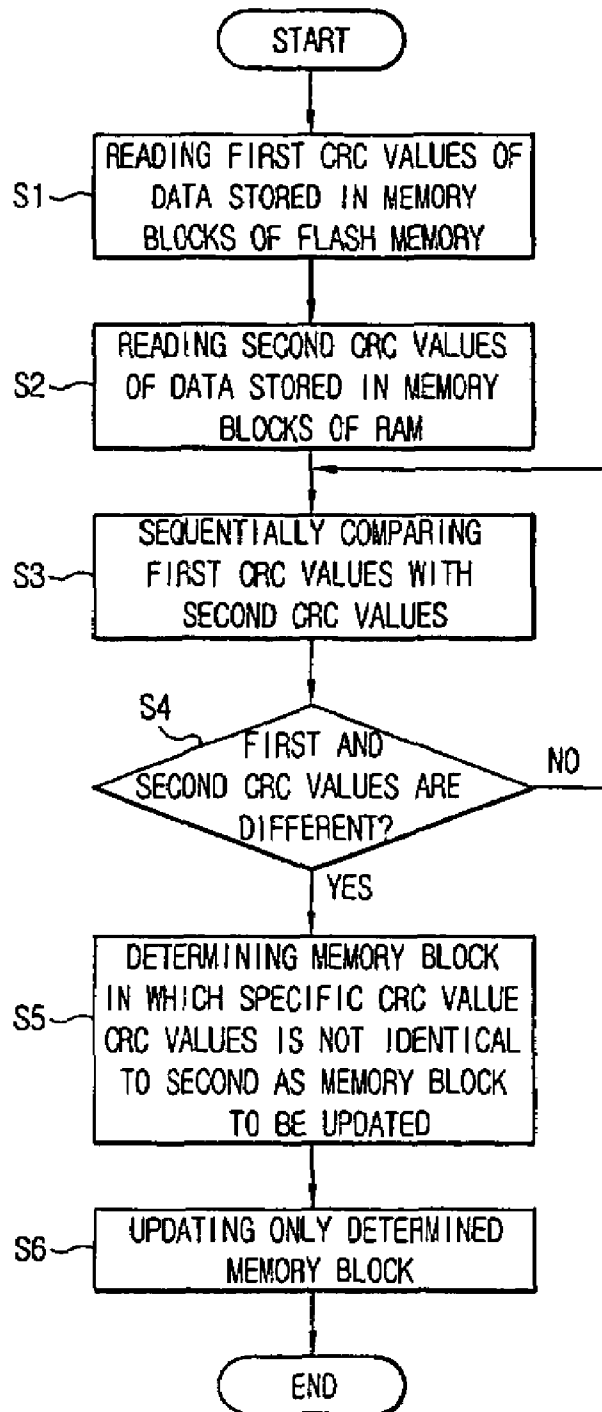 START
S1
READING FIRST CRC VALUES OF
DATA STORED IN MEMORY
BLOCKS OF FLASH MEMORY
S2
READING SECOND CRC VALUES
OF DATA STORED IN MEMORY
BLOCKS OF RAM
S3
SEQUENTIALLY COMPARING
FIRST CRC VALUES WITH
SECOND CRC VALUES
S4
FIRST AND
SECOND CRC VALUES ARE
DIFFERENT?
NO
YES
S5
DETERMINING MEMORY BLOCK
IN WHICH SPECIFIC CRC VALUE
CRC VALUES IS NOT IDENTICAL
TO SECOND AS MEMORY BLOCK
TO BE UPDATED
S6
UPDATING ONLY DETERMINED
MEMORY BLOCK
END